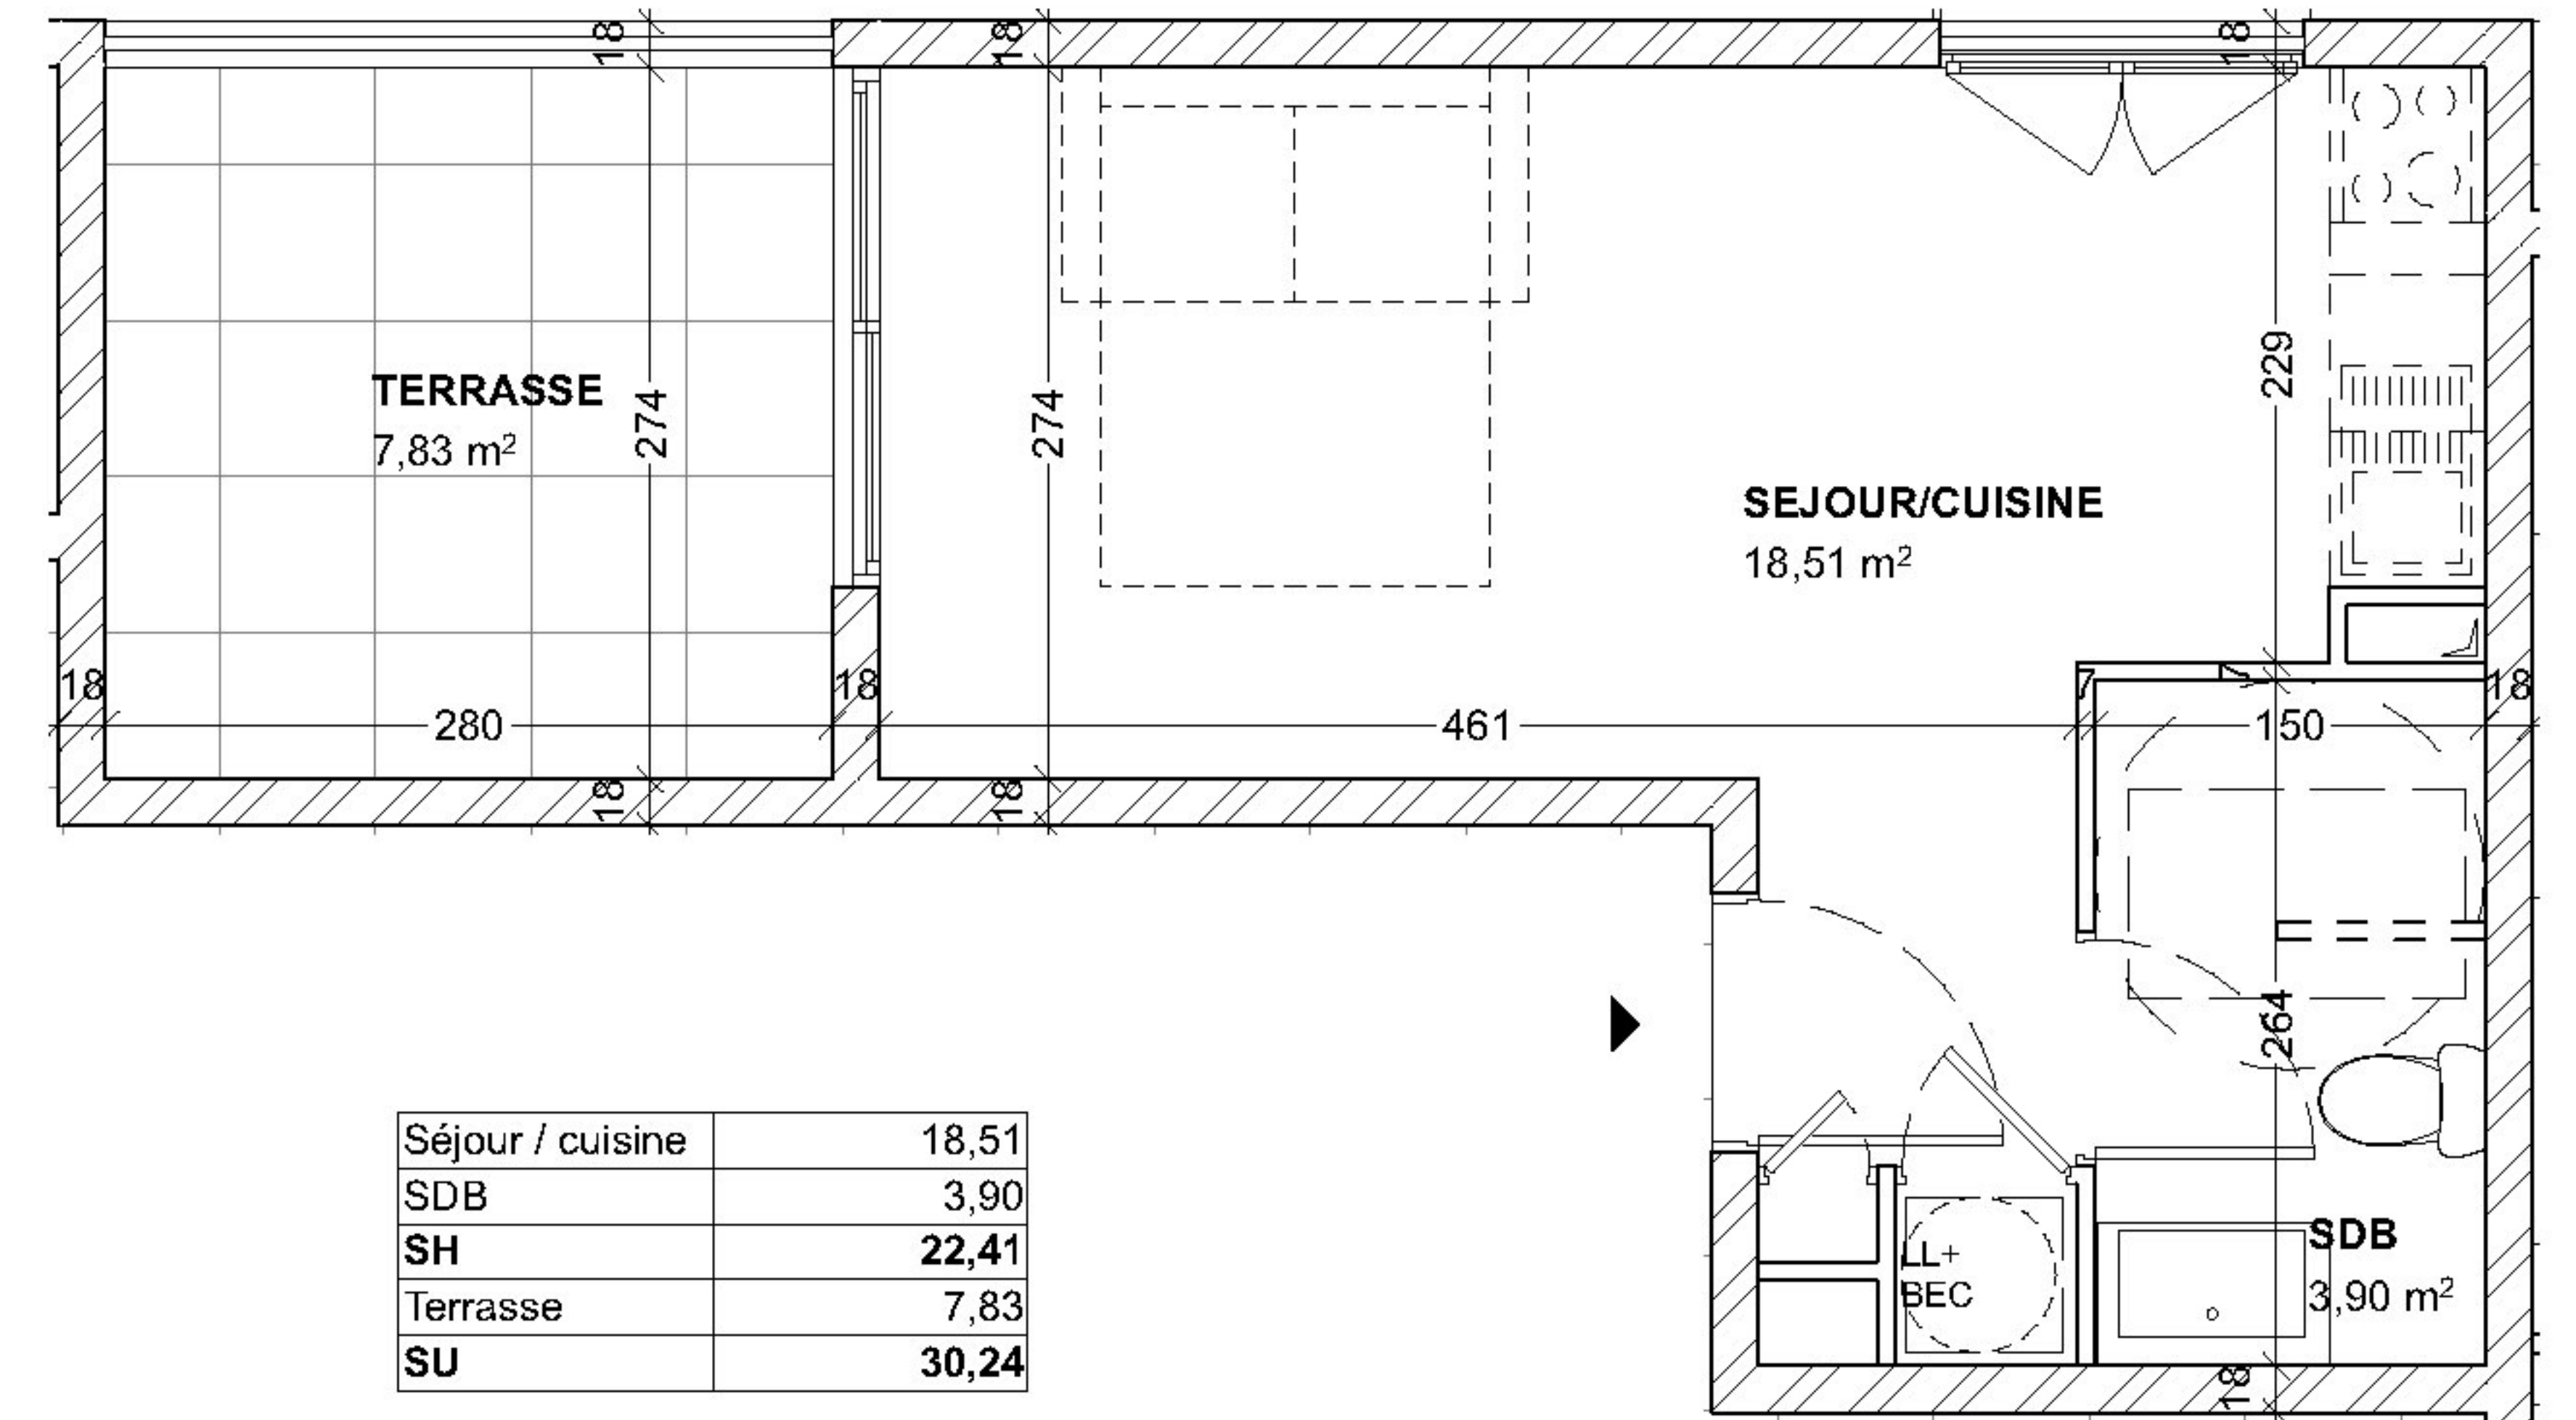 18
18
18
TERRASSE
7,83 m²
274
274
229
SEJOUR/CUISINE
18,51 m²
18
280
18
461
7
7
150
18
18
18
264
Séjour / cuisine 18,51
SDB 3,90
SH 22,41
Terrasse 7,83
SU 30,24
LL+
BEC
SDB
3,90 m²
18